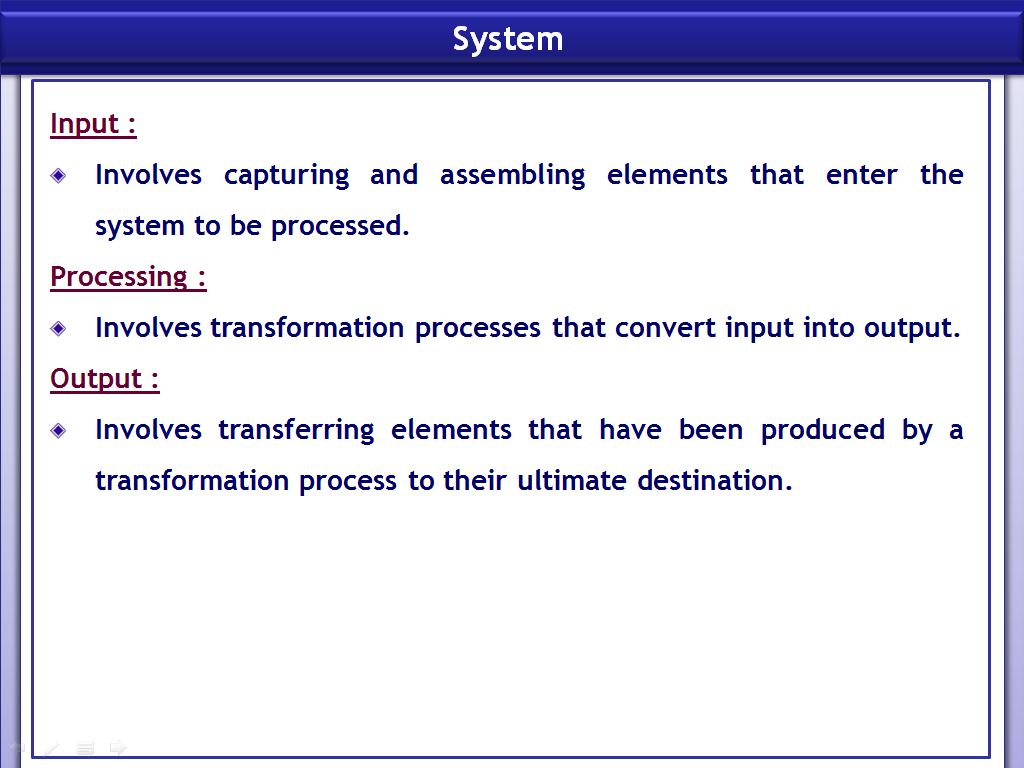 System
Input :
Involves capturing and assembling elements that enter the
system to be processed.
Processing :
Involves transformation processes that convert input into output.
Output :
Involves transferring elements that have been produced by a
transformation process to their ultimate destination.